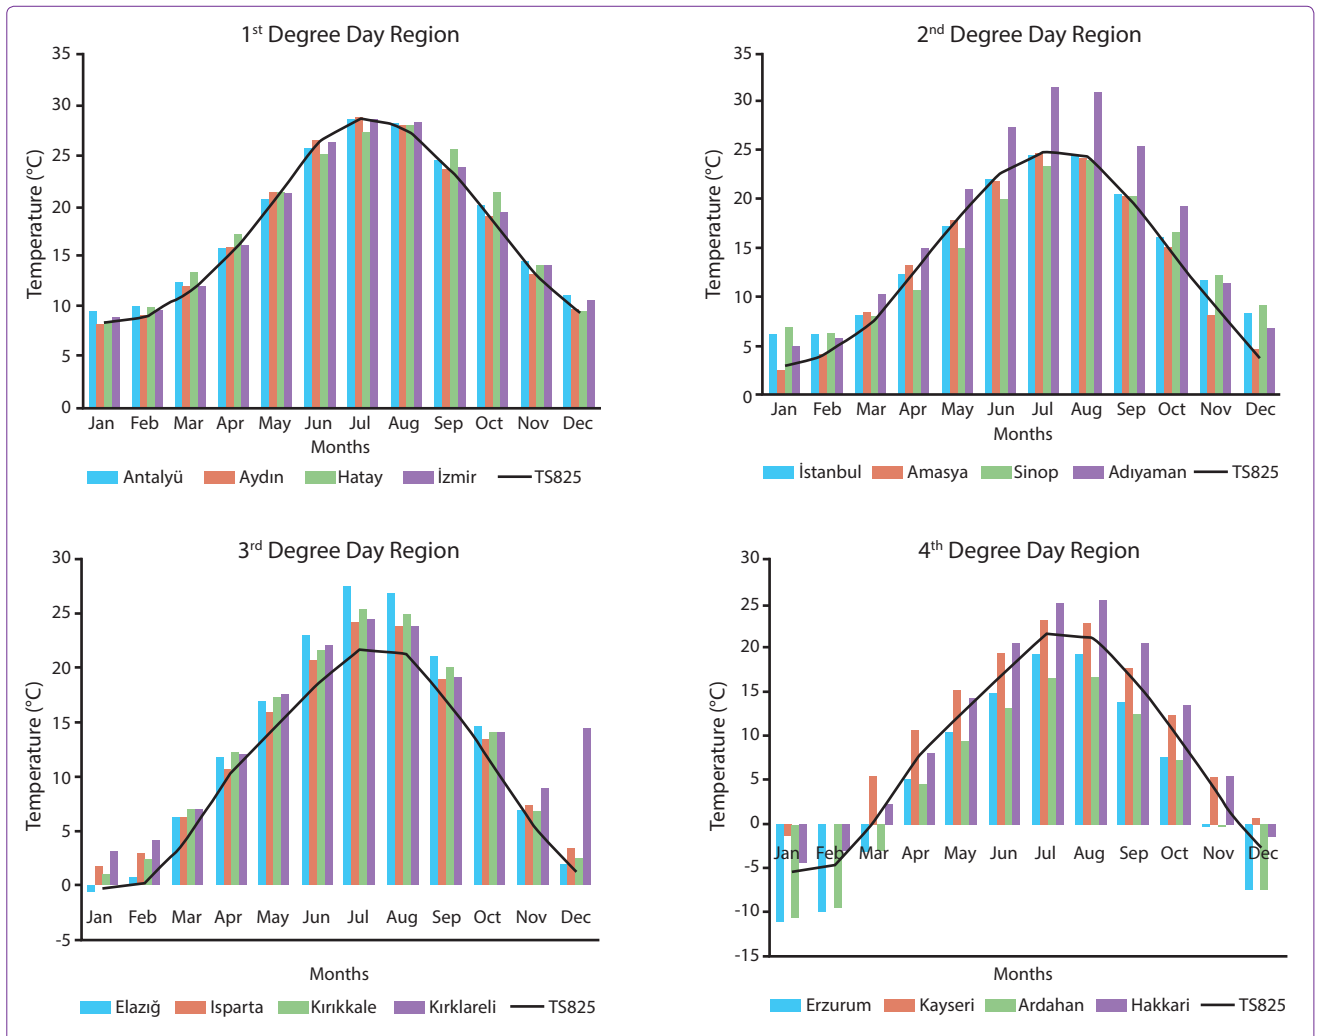 1st Degree Day Region
35
30
25
20
15
10
5
0
Temperature (°C)
Jan Feb Mar Apr May Jun Jul Aug Sep Oct Nov Dec
Months
Antalyü Aydın Hatay İzmir TS825
2nd Degree Day Region
35
30
25
20
15
10
5
0
Temperature (°C)
Jan Feb Mar Apr May Jun Jul Aug Sep Oct Nov Dec
Months
İstanbul Amasya Sinop Adıyaman TS825
3rd Degree Day Region
30
25
20
15
10
5
0
-5
Temperature (°C)
Jan Feb Mar Apr May Jun Jul Aug Sep Oct Nov Dec
Months
Elazığ Isparta Kırıkkale Kırklareli TS825
4th Degree Day Region
30
25
20
15
10
5
0
-5
-10
-15
Temperature (°C)
Jan Feb Mar Apr May Jun Jul Aug Sep Oct Nov Dec
Months
Erzurum Kayseri Ardahan Hakkari TS825